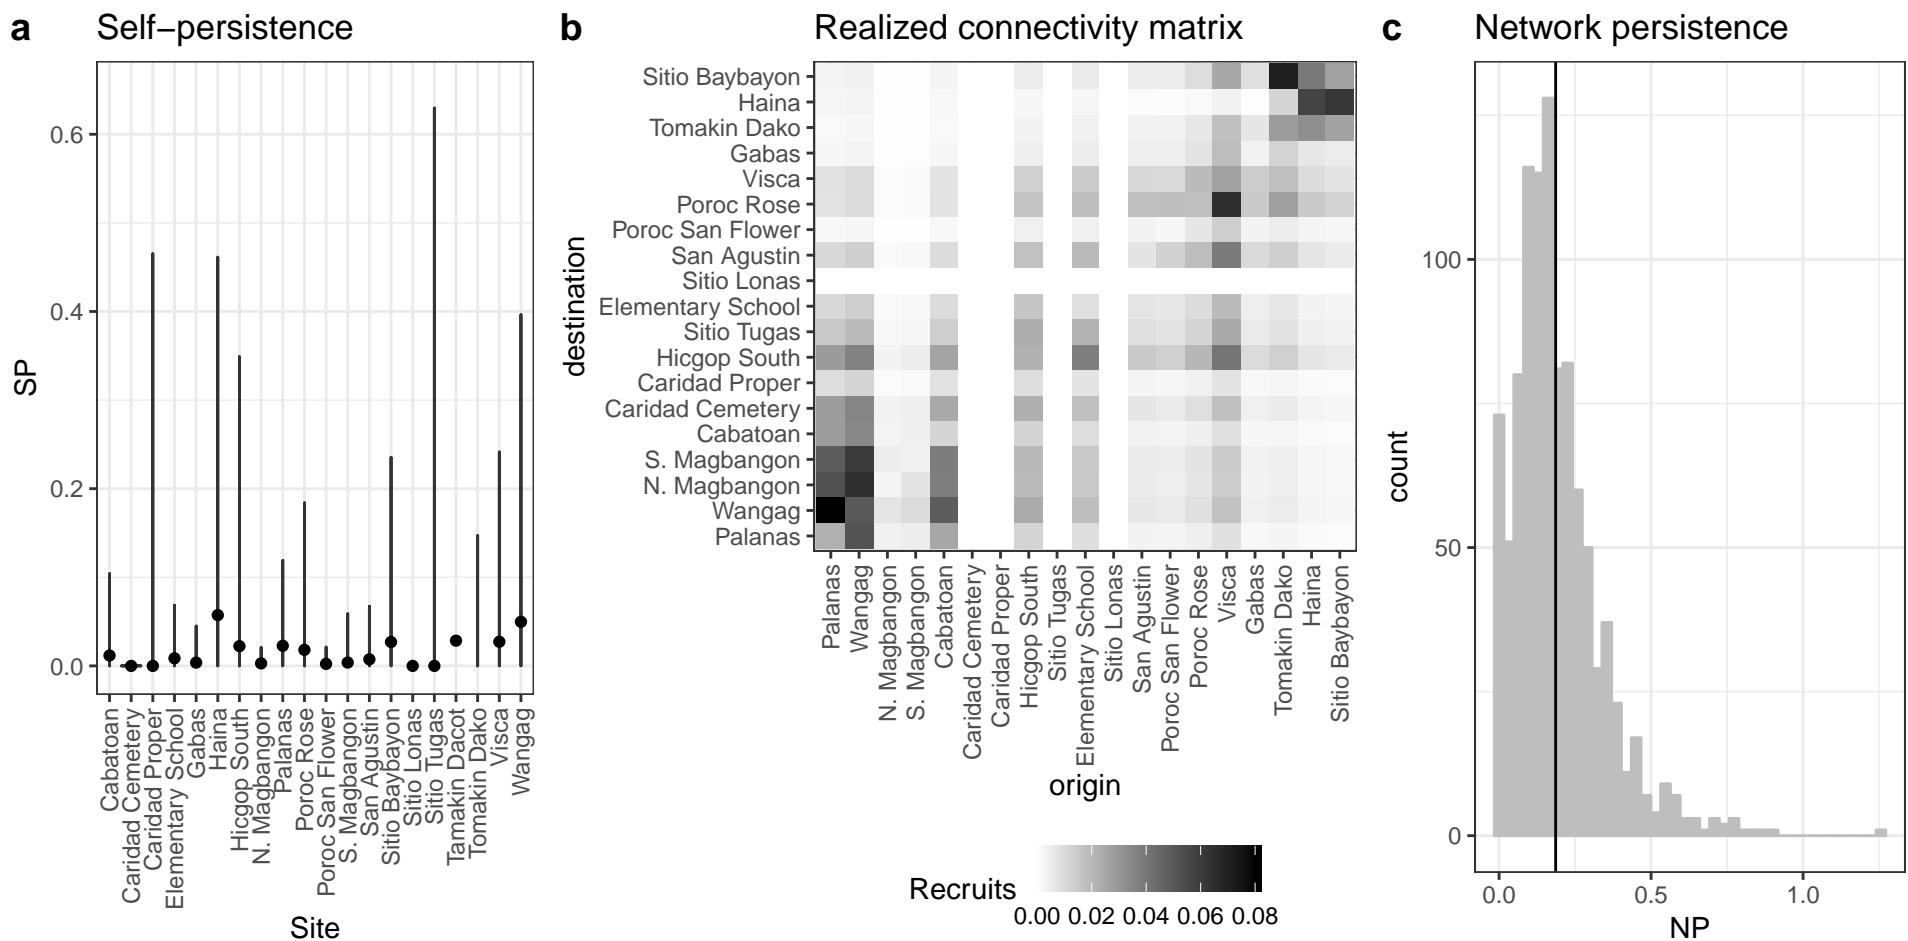 a Self−persistence
SP
0.6
0.4
0.2
0.0
Cabatoan
Caridad Cemetery
Caridad Proper
Elementary School
Gabas
Haina
Hicgop South
N. Magbangon
Palanas
Poroc Rose
Poroc San Flower
S. Magbangon
San Agustin
Sitio Baybayon
Sitio Lonas
Sitio Tugas
Tamakin Dacot
Tomakin Dako
Visca
Wangag
Site
b Realized connectivity matrix
destination
Sitio Baybayon
Haina
Tomakin Dako
Gabas
Visca
Poroc Rose
Poroc San Flower
San Agustin
Sitio Lonas
Elementary School
Sitio Tugas
Hicgop South
Caridad Proper
Caridad Cemetery
Cabatoan
S. Magbangon
N. Magbangon
Wangag
Palanas
Palanas
Wangag
N. Magbangon
S. Magbangon
Cabatoan
Caridad Cemetery
Caridad Proper
Hicgop South
Sitio Tugas
Elementary School
Sitio Lonas
San Agustin
Poroc San Flower
Poroc Rose
Visca
Gabas
Tomakin Dako
Haina
Sitio Baybayon
origin
Recruits
0.00 0.02 0.04 0.06 0.08
c Network persistence
count
100
50
0
0.0 0.5 1.0
NP